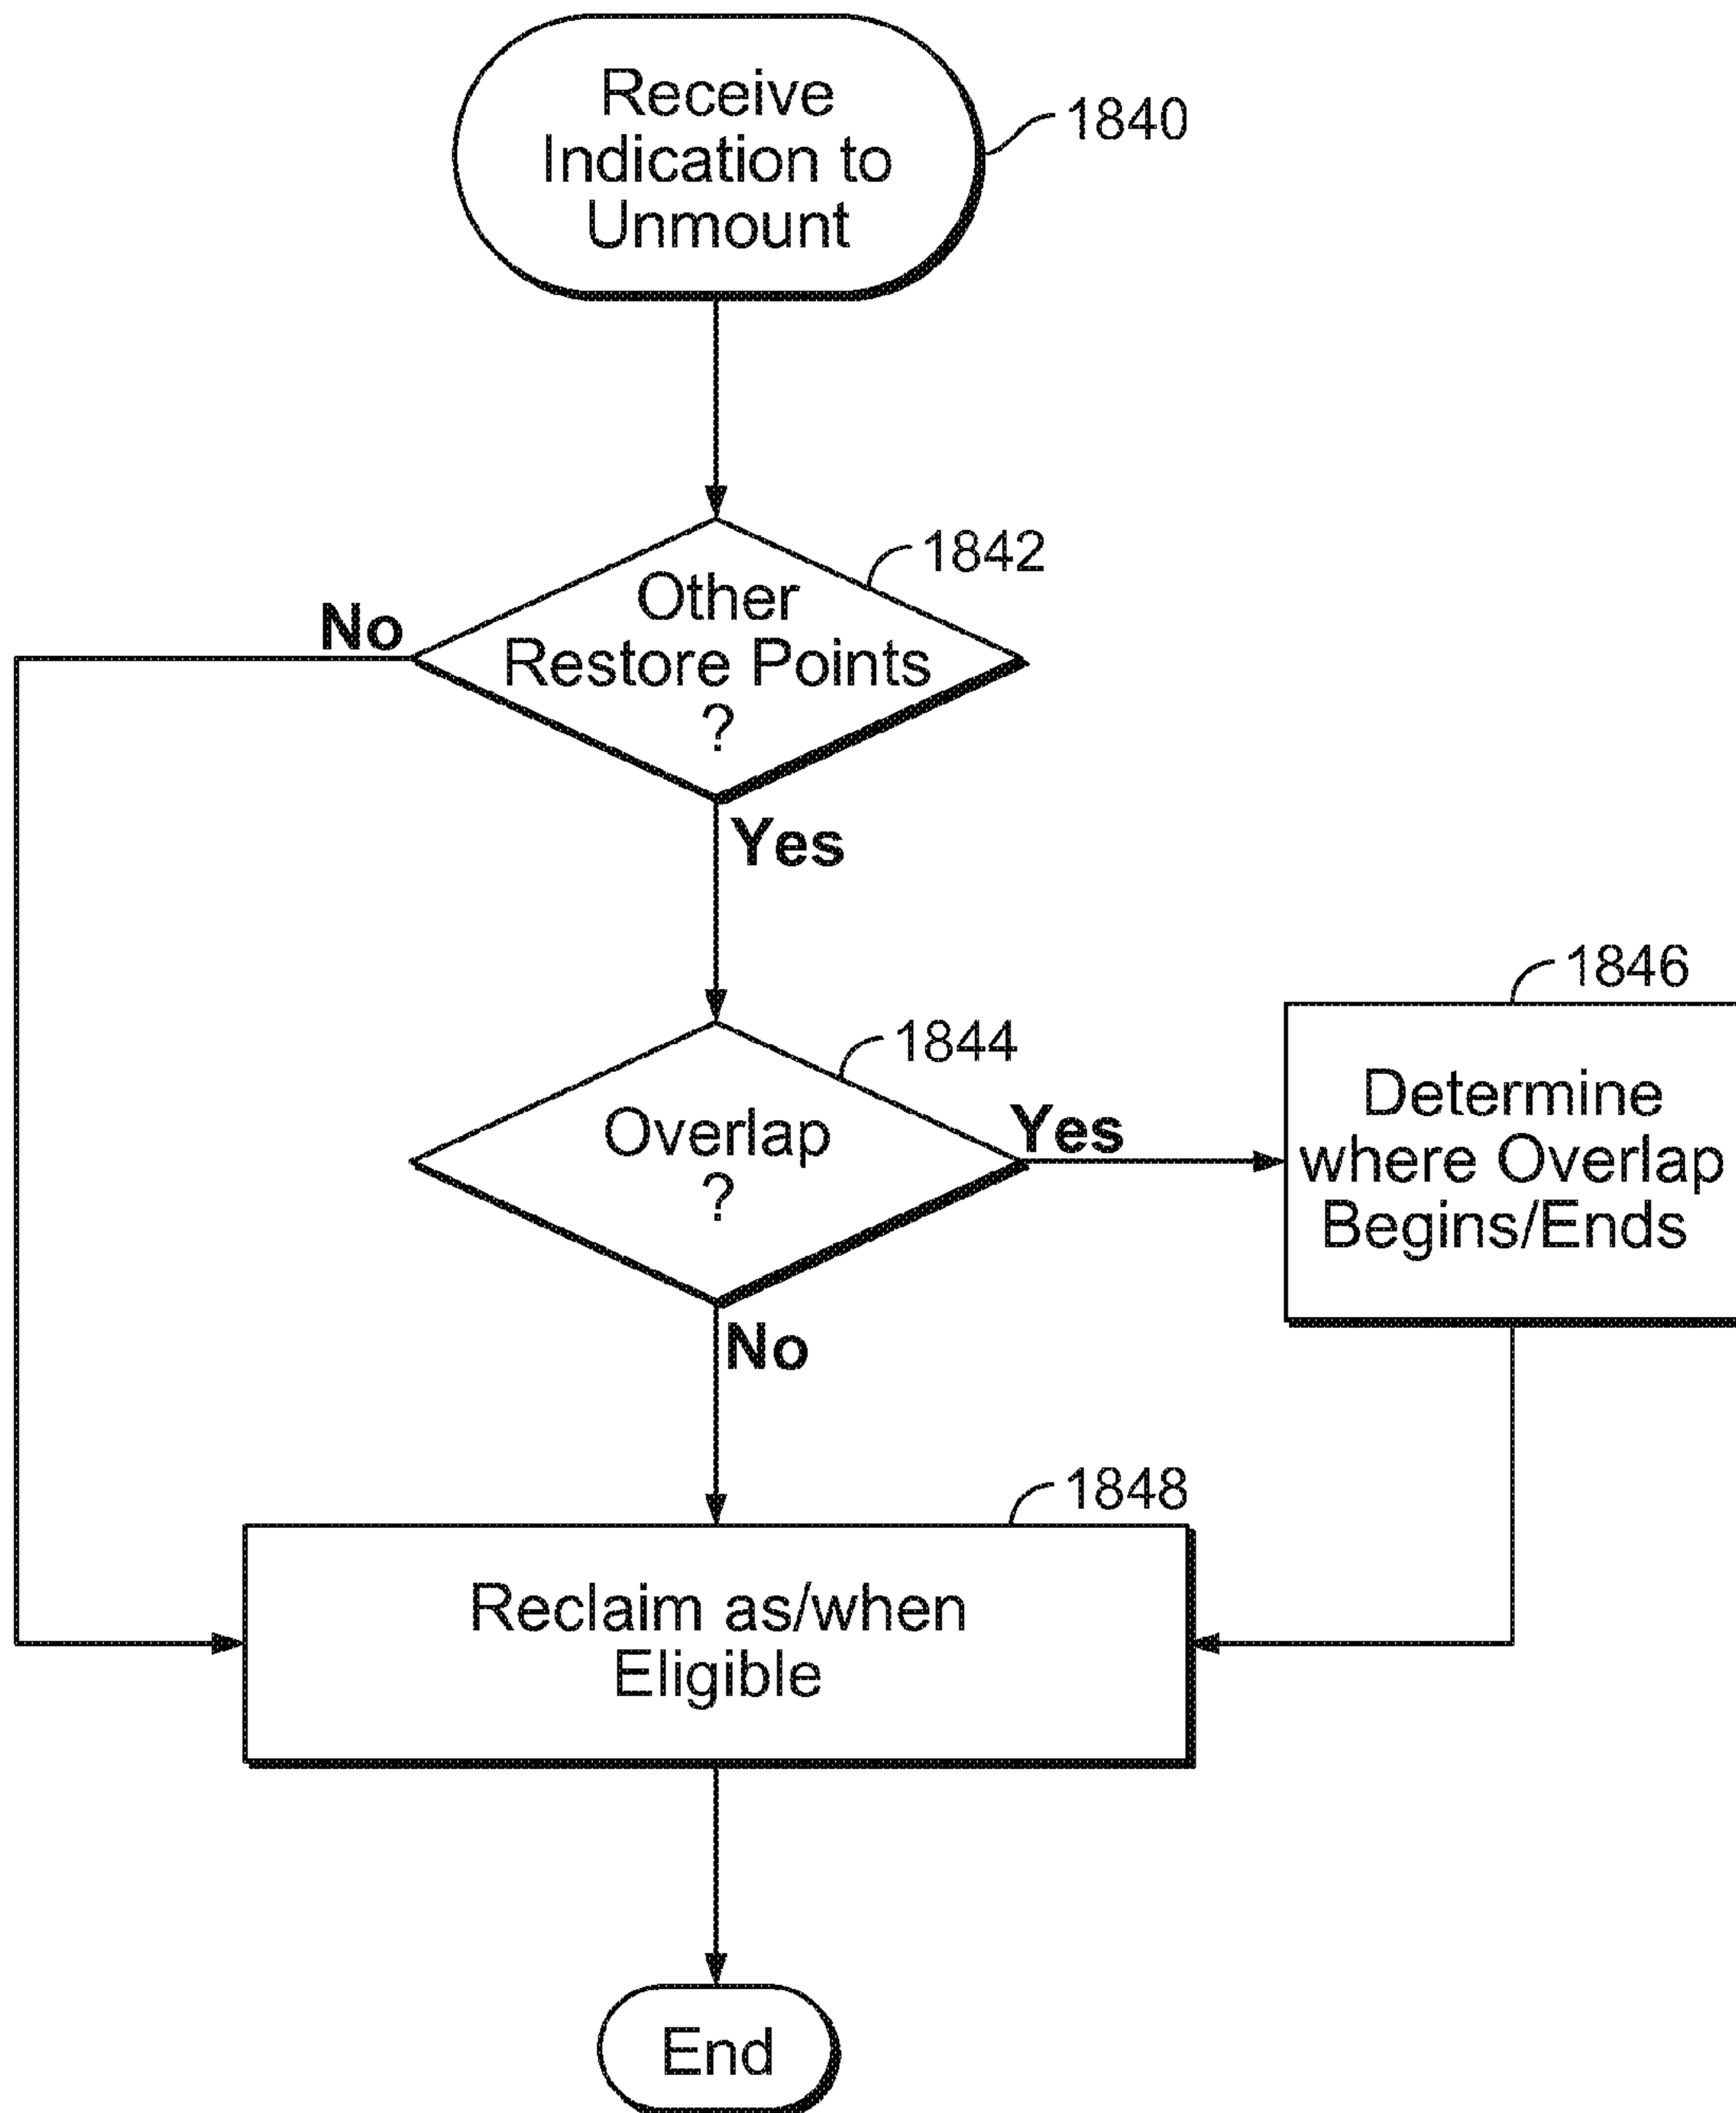 Receive
Indication to
Unmount
1840
1842
Other
Restore Points
?
No
Yes
1844
Overlap
?
Yes
1846
Determine
where Overlap
Begins/Ends
No
1848
Reclaim as/when
Eligible
End